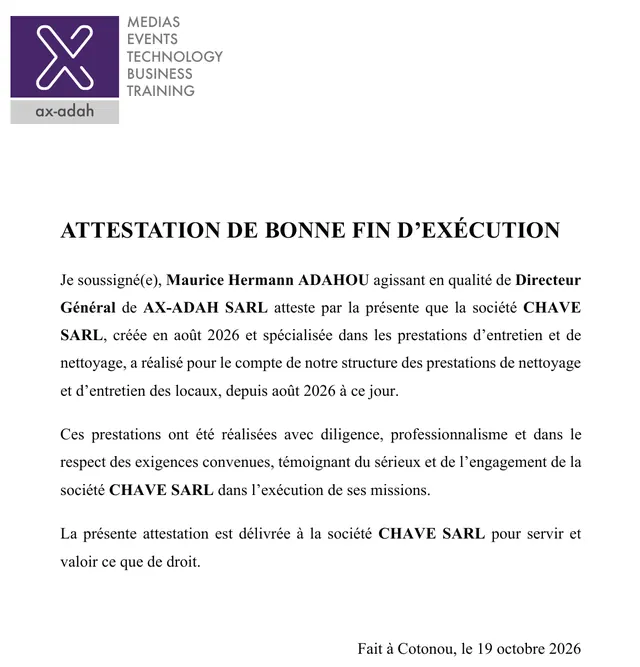 MEDIAS
EVENTS
TECHNOLOGY
BUSINESS
TRAINING
ax-adah
ATTESTATION DE BONNE FIN D’EXÉCUTION
Je soussigné(e), Maurice Hermann ADAHOU agissant en qualité de Directeur
Général de AX-ADAH SARL atteste par la présente que la société CHAVE
SARL, créée en août 2026 et spécialisée dans les prestations d’entretien et de
nettoyage, a réalisé pour le compte de notre structure des prestations de nettoyage
et d’entretien des locaux, depuis août 2026 à ce jour.
Ces prestations ont été réalisées avec diligence, professionnalisme et dans le
respect des exigences convenues, témoignant du sérieux et de l’engagement de la
société CHAVE SARL dans l’exécution de ses missions.
La présente attestation est délivrée à la société CHAVE SARL pour servir et
valoir ce que de droit.
Fait à Cotonou, le 19 octobre 2026